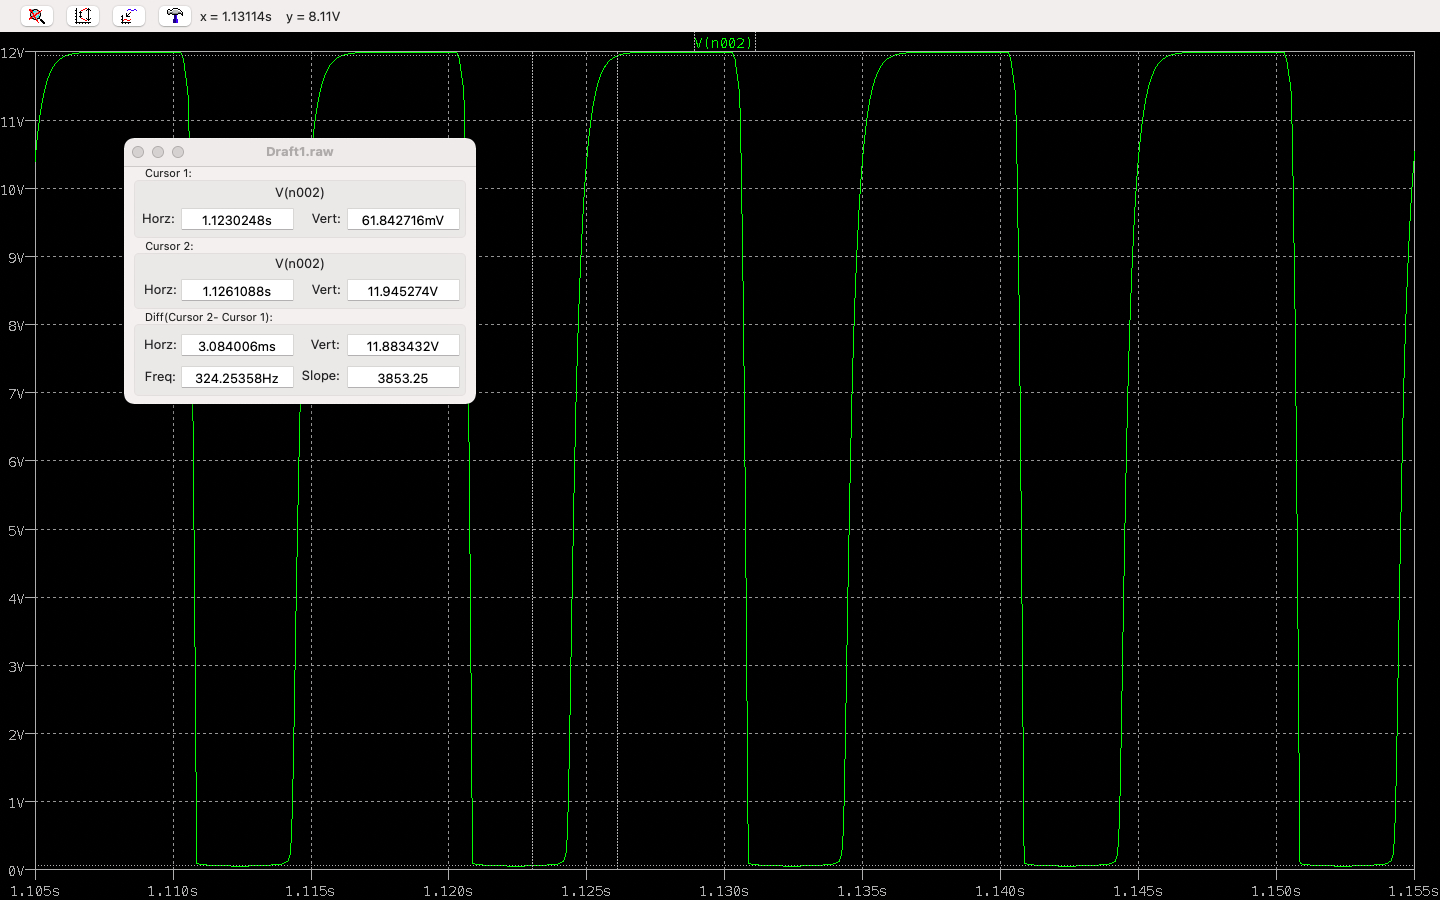 x = 1.13114s y = 8.11V
V(n002)
12V
11V
10V
9V
8V
7V
6V
5V
4V
3V
2V
1V
0V
Draft1.raw
Cursor 1:
V(n002)
Horz: 1.1230248s Vert: 61.842716mV
Cursor 2:
V(n002)
Horz: 1.1261088s Vert: 11.945274V
Diff(Cursor 2- Cursor 1):
Horz: 3.084006ms Vert: 11.883432V
Freq: 324.25358Hz Slope: 3853.25
1.105s 1.110s 1.115s 1.120s 1.125s 1.130s 1.135s 1.140s 1.145s 1.150s 1.155s